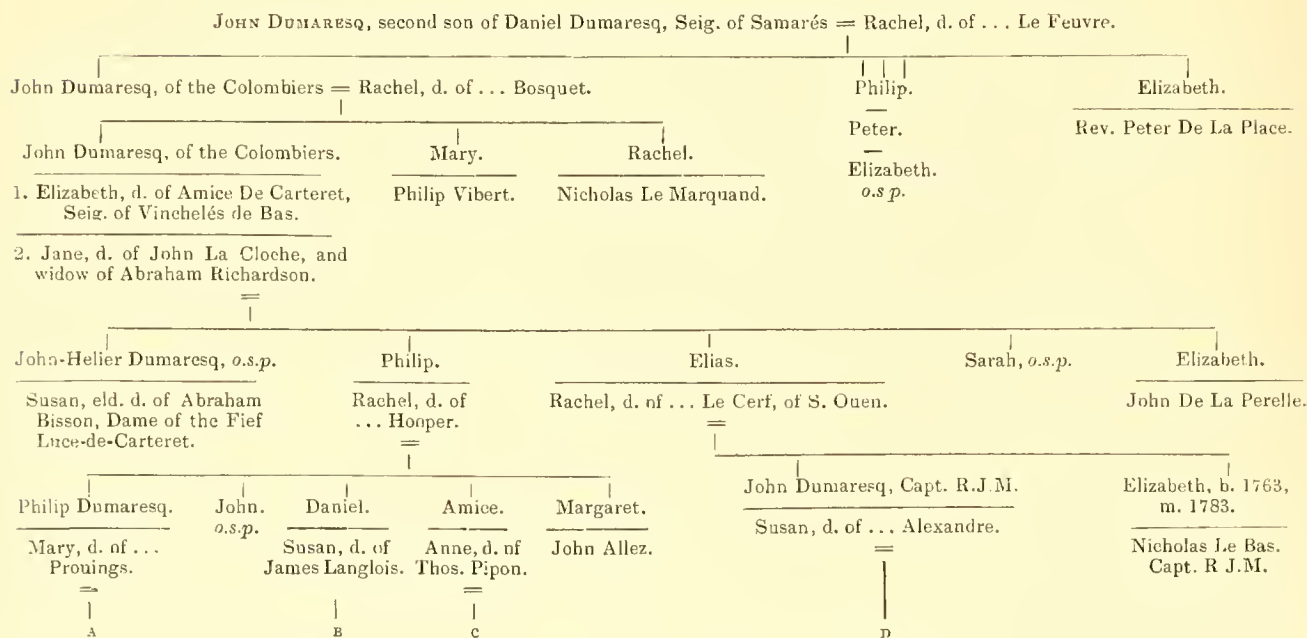 JOHN DUMARESQ, second son of Daniel Dumaresq, Seig. of Samarés = Rachel, d. of ... Le Feuvre.
John Dumaresq, of the Colombiers = Rachel, d. of ... Bosquet.
Philip.
Elizabeth.
Peter.
Rev. Peter De La Place.
Elizabeth.
o.s p.
John Dumaresq, of the Colombiers.
Mary.
Rachel.
1. Elizabeth, d. of Amice De Carteret,
Seig. of Vinchelés de Bas.
Philip Vibert.
Nicholas Le Marquand.
2. Jane, d. of John La Cloche, and
widow of Abraham Richardson.
=
John-Helier Dumaresq, o.s.p.
Philip.
Elias.
Sarah, o.s.p.
Elizabeth.
Susan, eld. d. of Abraham
Bisson, Dame of the Fief
Luce-de-Carteret.
Rachel, d. of
... Hooper.
=
Rachel, d. of ... Le Cerf, of S. Ouen.
=
John De La Perelle.
Philip Dumaresq.
John.
o.s.p.
Daniel.
Amice.
Margaret.
John Dumaresq, Capt. R.J.M.
Elizabeth, b. 1763,
m. 1783.
Mary, d. of ...
Prouings.
=
Susan, d. of
James Langlois.
Anne, d. of
Thos. Pipon.
=
John Allez.
Susan, d. of ... Alexandre.
=
Nicholas Le Bas.
Capt. R J.M.
A
B
C
D